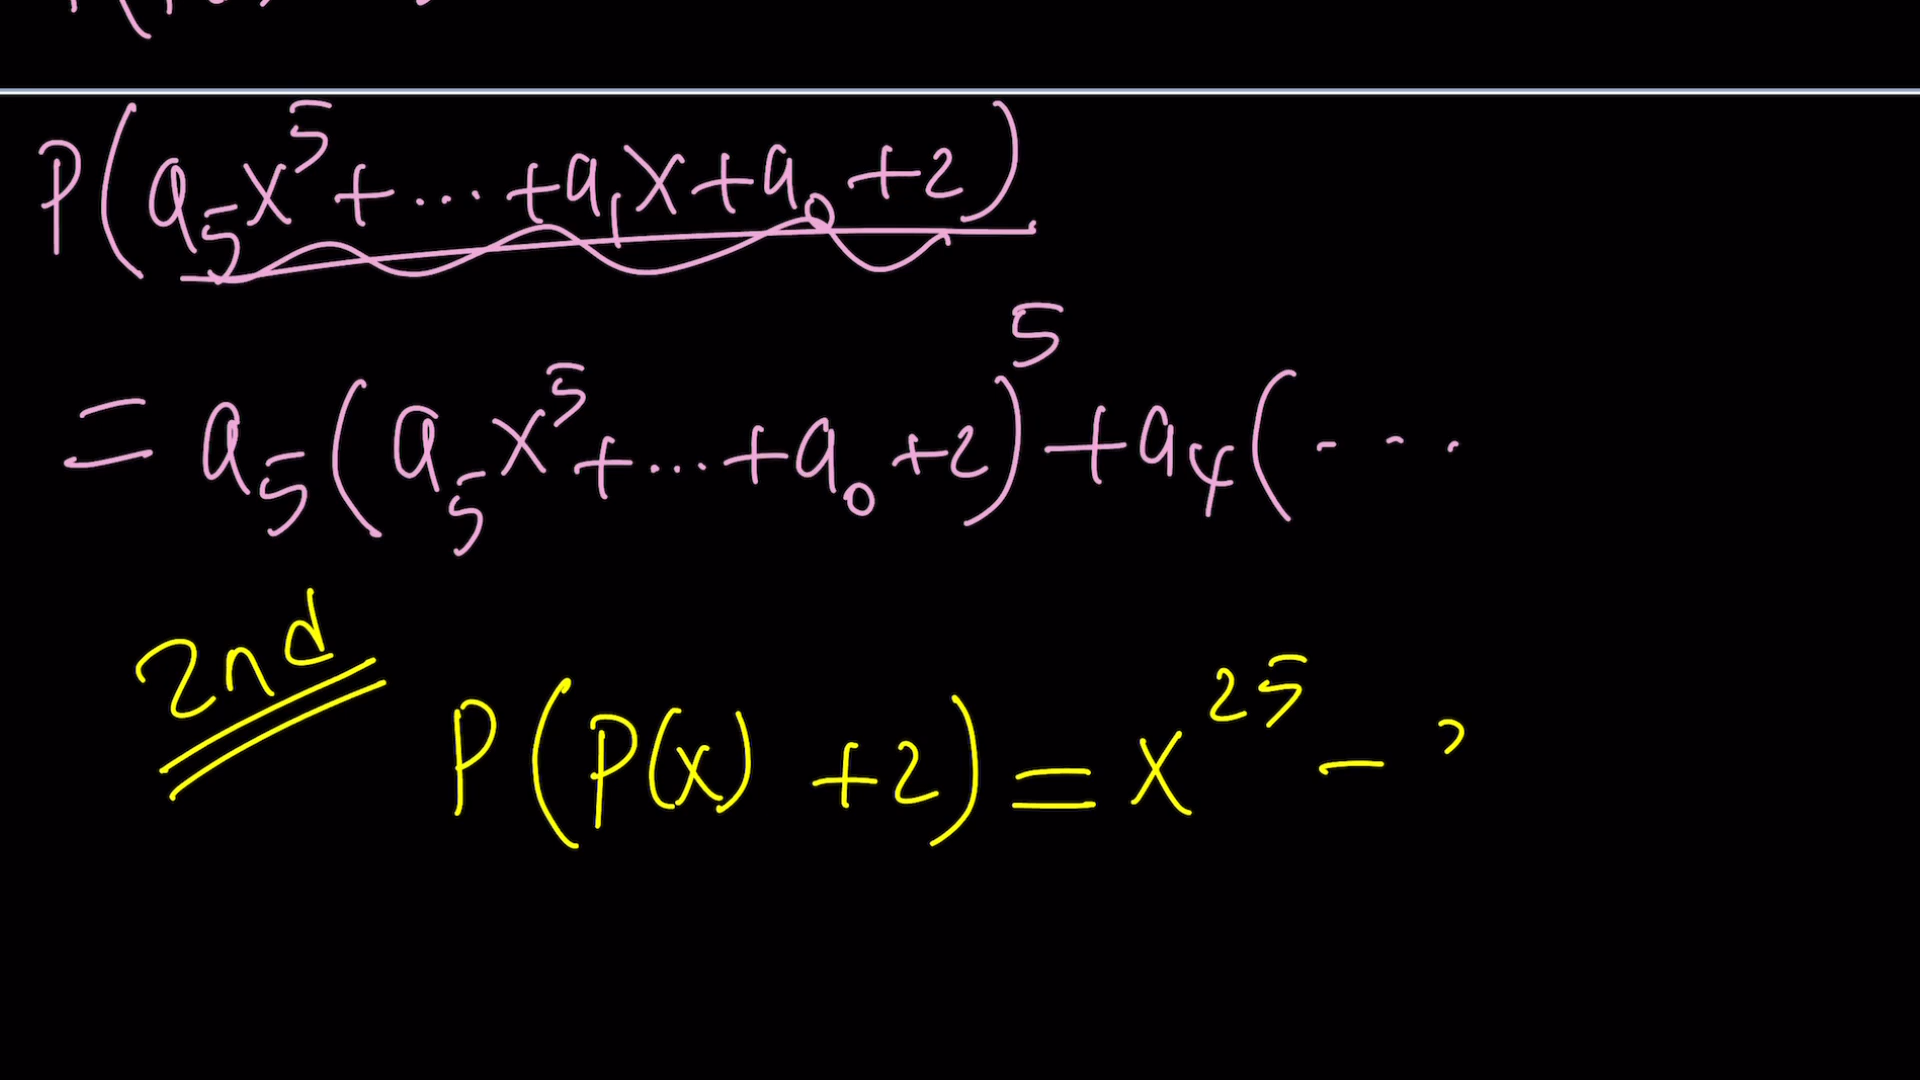 P(a₅x⁵+...+a₁x+a₀+2)
= a₅(a₅x⁵+...+a₀+2)⁵+a₄(...
2nd
P(P(x)+2)=x²⁵-